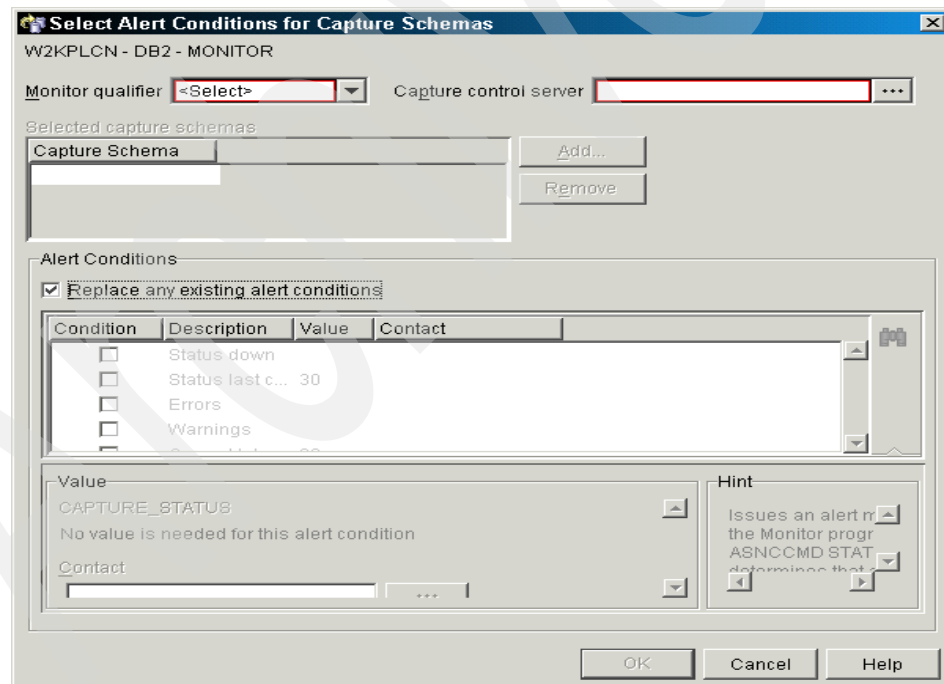 Select Alert Conditions for Capture Schemas
W2KPLCN - DB2 - MONITOR
Monitor qualifier <Select> Capture control server ...
Selected capture schemas
Capture Schema
Add...
Remove
Alert Conditions
Replace any existing alert conditions
Condition Description Value Contact
Status down
Status last c... 30
Errors
Warnings
Value
CAPTURE_STATUS
No value is needed for this alert condition
Contact
...
Hint
Issues an alert m
the Monitor progr
ASNCCMD STAT
determines that
OK Cancel Help